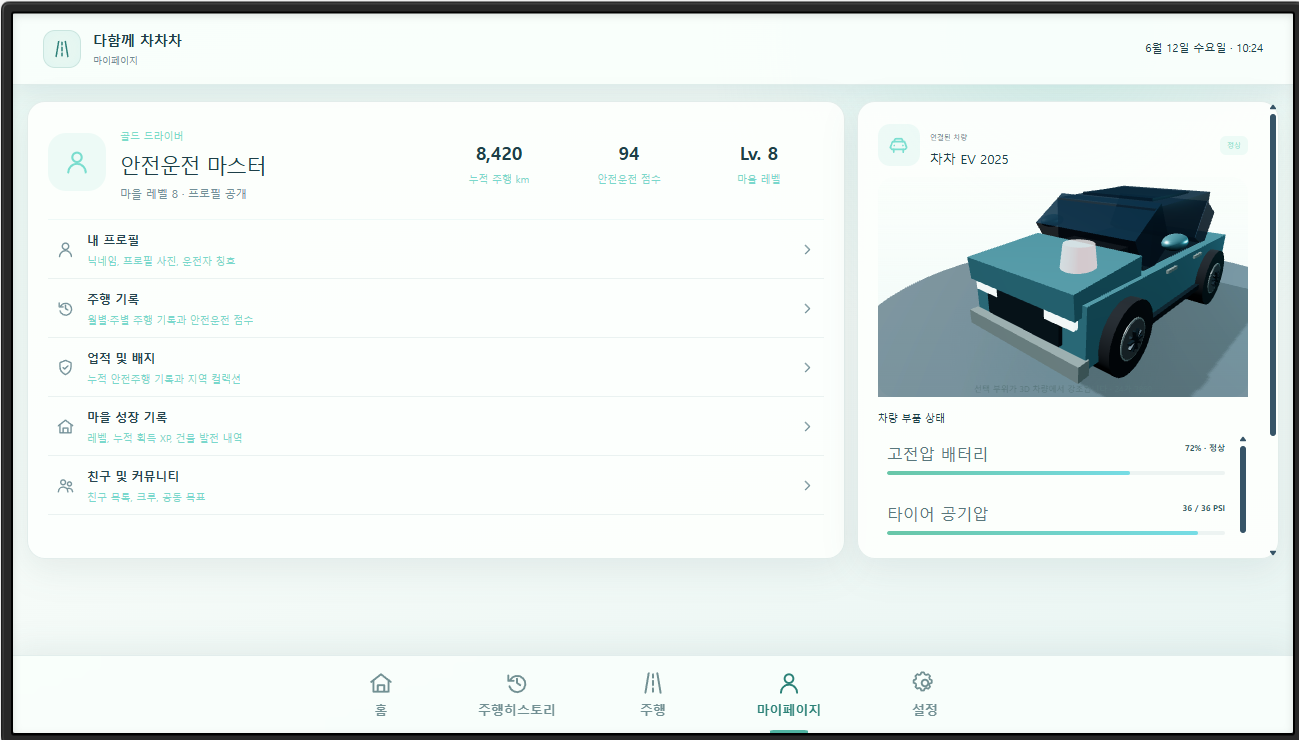 다함께 차차차
마이페이지
6월 12일 수요일 · 10:24
골드 드라이버
안전운전 마스터
마을 레벨 8 · 프로필 공개
8,420
누적 주행 km
94
안전운전 점수
Lv. 8
마을 레벨
내 프로필
닉네임, 프로필 사진, 운전자 칭호
주행 기록
월별·주별 주행 기록과 안전운전 점수
업적 및 배지
누적 안전주행 기록과 지역 컬렉션
마을 성장 기록
레벨, 누적 획득 XP, 건물 발전 내역
친구 및 커뮤니티
친구 목록, 크루, 공동 목표
연결된 차량
차차 EV 2025
정상
선택 부위가 3D 차량에서
차량 부품 상태
고전압 배터리
72% · 정상
타이어 공기압
36 / 36 PSI
홈
주행히스토리
주행
마이페이지
설정